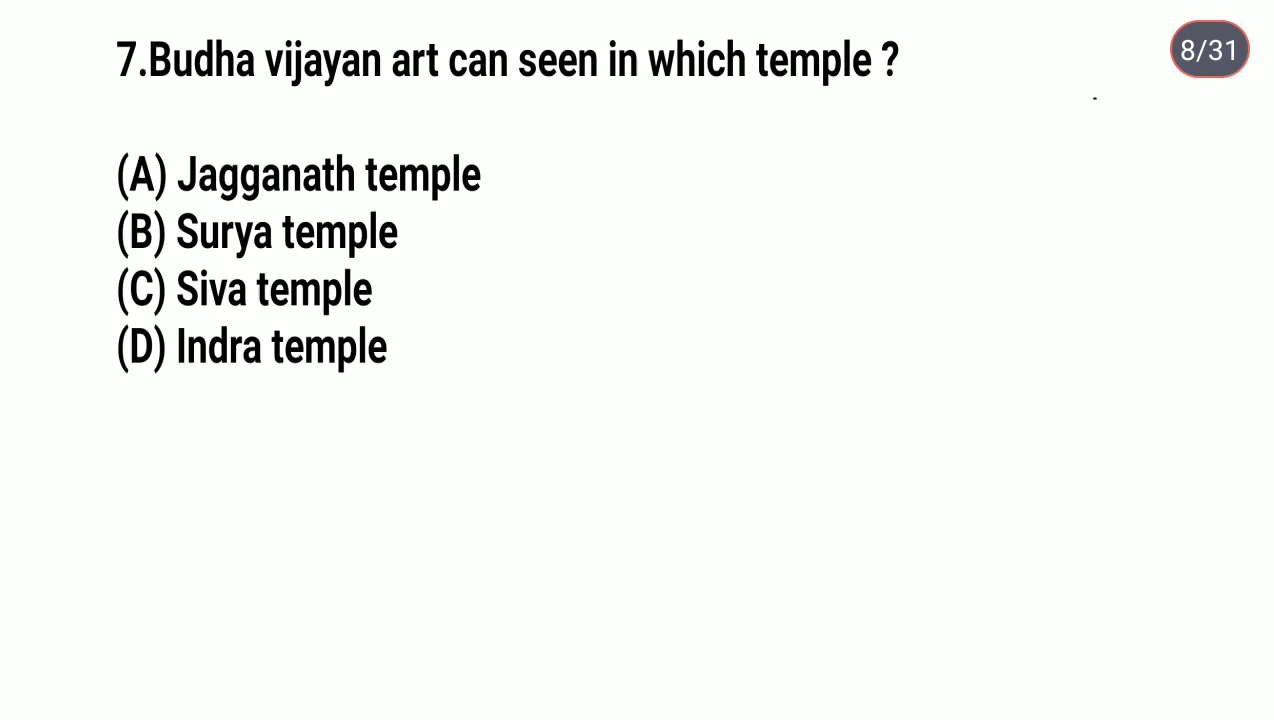 7.Budha vijayan art can seen in which temple ?
8/31
(A) Jagganath temple
(B) Surya temple
(C) Siva temple
(D) Indra temple